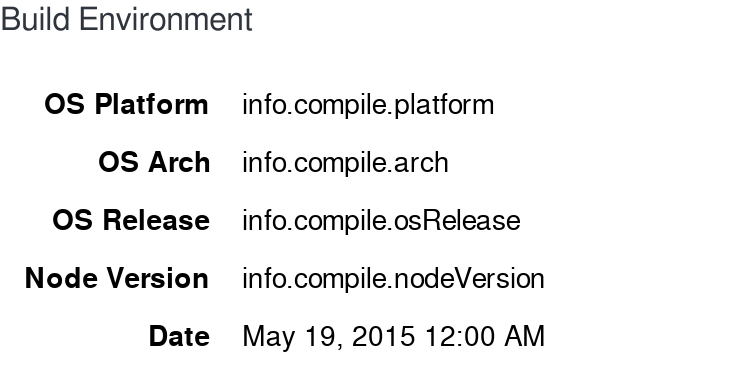 Build Environment
OS Platform info.compile.platform
OS Arch info.compile.arch
OS Release info.compile.osRelease
Node Version info.compile.nodeVersion
Date May 19, 2015 12:00 AM